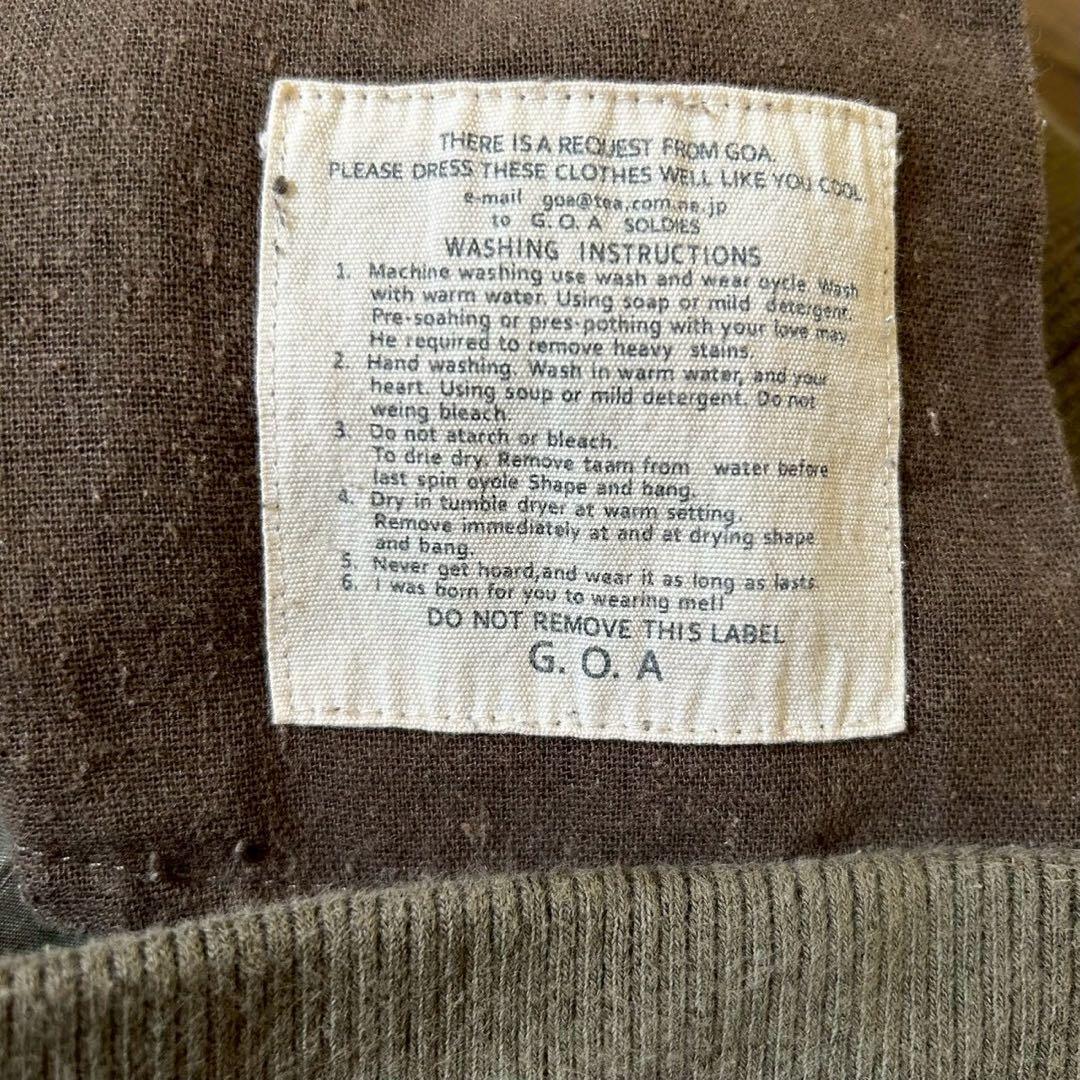 THERE IS A REQUEST FROM GOA.
PLEASE DRESS THESE CLOTHES WELL LIKE YOU COOL
e-mail goa@tea.com.ne.jp
to G. O. A SOLDIES
WASHING INSTRUCTIONS
1. Machine washing use wash and wear oycle. Wash
with warm water. Using soap or mild detergent.
Pre-soahing or pres-pothing with your love may
He required to remove heavy stains.
2. Hand washing. Wash in warm water, and your
heart. Using soup or mild detergent. Do not
weing bleach.
3. Do not atarch or bleach.
To drie dry. Remove taarn from water before
last spin oyole Shape and bang.
4. Dry in tumble dryer at warm setting.
Remove immediately at and at drying shape
and bang.
5. Never get hoard,and wear it as long as lasts
6. I was born for you to wearing me!!
DO NOT REMOVE THIS LABEL
G. O. A